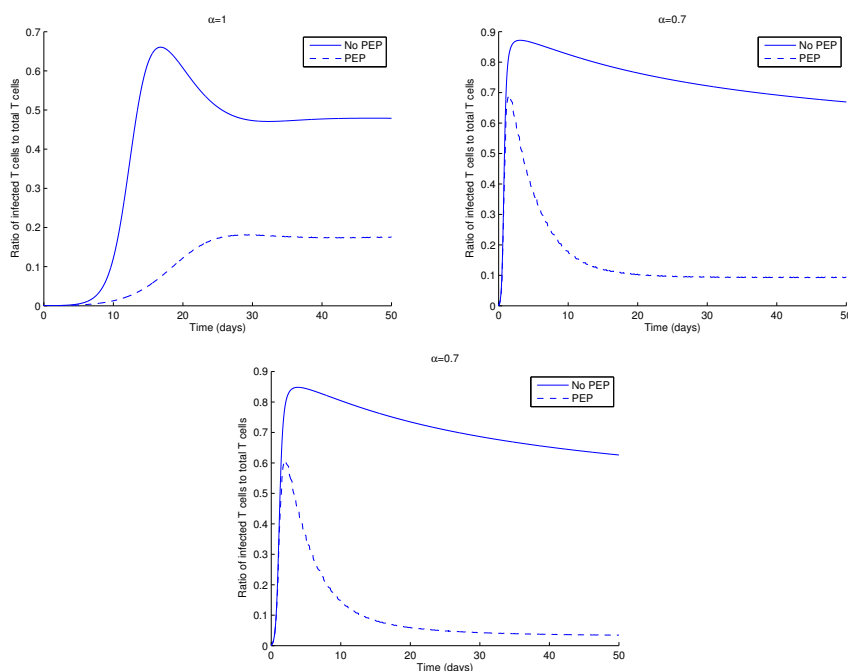 α=1
Ratio of infected T cells to total T cells
0.7
0.6
0.5
0.4
0.3
0.2
0.1
0
No PEP
PEP
0 10 20 30 40 50
Time (days)
α=0.7
Ratio of infected T cells to total T cells
0.9
0.8
0.7
0.6
0.5
0.4
0.3
0.2
0.1
0
No PEP
PEP
0 10 20 30 40 50
Time (days)
α=0.7
Ratio of infected T cells to total T cells
0.9
0.8
0.7
0.6
0.5
0.4
0.3
0.2
0.1
0
No PEP
PEP
0 10 20 30 40 50
Time (days)